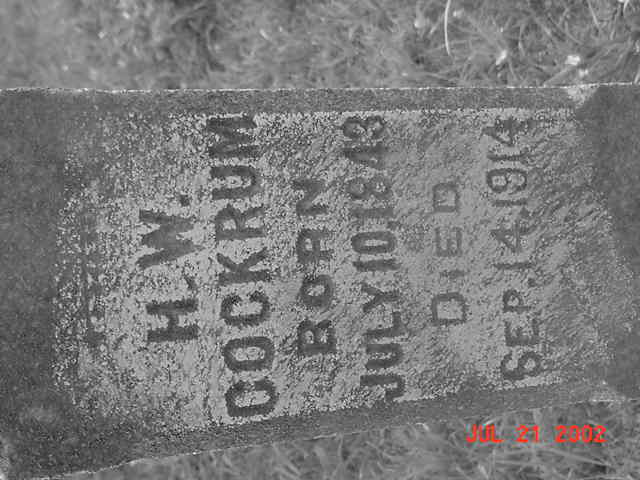 H.W.
COCKRUM
BORN
JULY 10, 1843
DIED
SEP. 14, 1914
JUL 21 2002